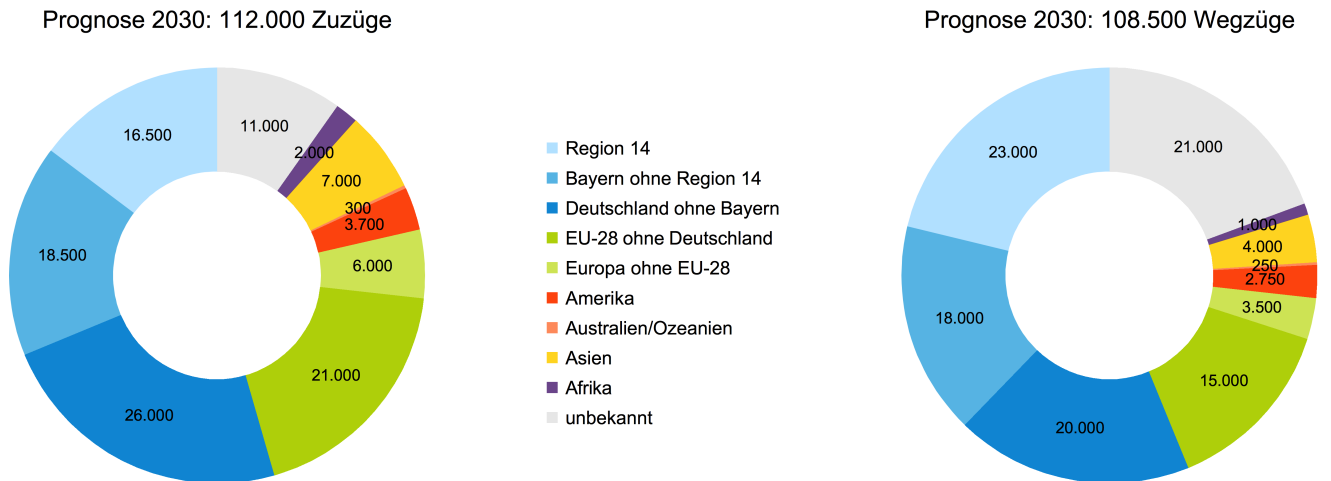 Prognose 2030: 112.000 Zuzüge
11.000
2.000
7.000
300
3.700
6.000
21.000
26.000
18.500
16.500
Region 14
Bayern ohne Region 14
Deutschland ohne Bayern
EU-28 ohne Deutschland
Europa ohne EU-28
Amerika
Australien/Ozeanien
Asien
Afrika
unbekannt
Prognose 2030: 108.500 Wegzüge
21.000
1.000
4.000
250
2.750
3.500
15.000
20.000
18.000
23.000